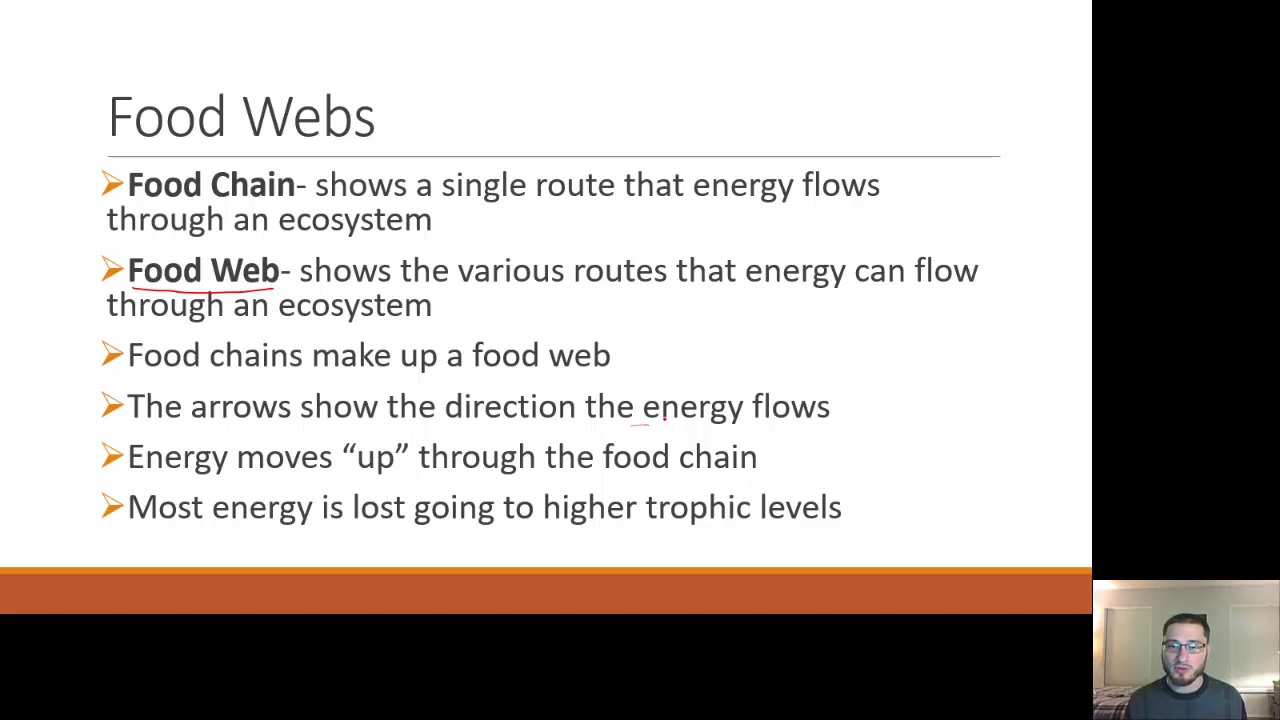 Food Webs
➢Food Chain- shows a single route that energy flows
through an ecosystem
➢Food Web- shows the various routes that energy can flow
through an ecosystem
➢Food chains make up a food web
➢The arrows show the direction the energy flows
➢Energy moves “up” through the food chain
➢Most energy is lost going to higher trophic levels